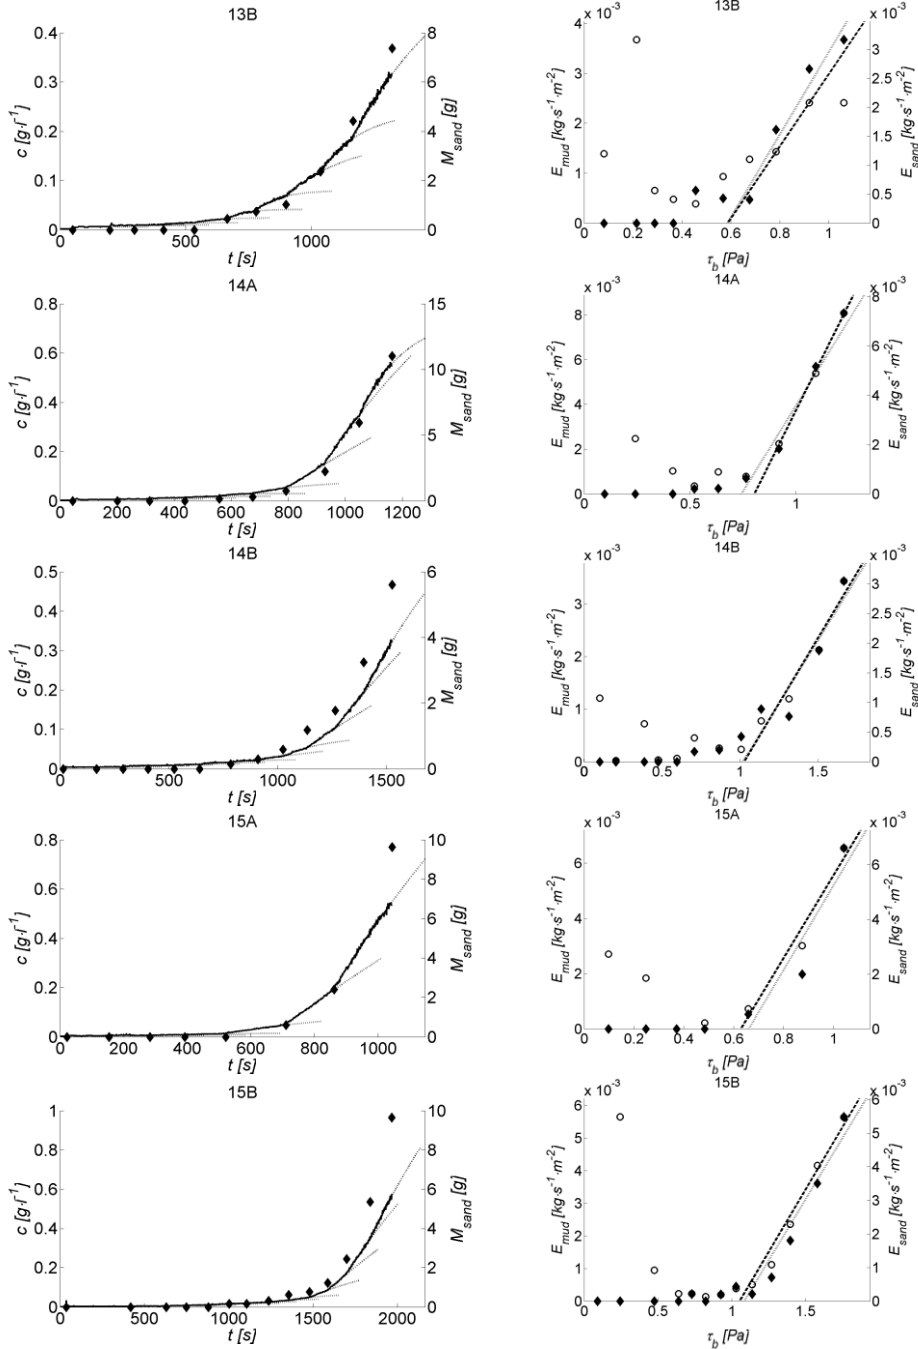 13B
0.4
0.3
0.2
0.1
0
c [g·l⁻¹]
8
6
4
2
0
M_sand [g]
0 500 1000
t [s]
13B
x 10⁻³
4
3
2
1
0
E_mud [kg·s⁻¹·m⁻²]
x 10⁻³
3
2.5
2
1.5
1
0.5
0
E_sand [kg·s⁻¹·m⁻²]
0 0.2 0.4 0.6 0.8 1
τ_b [Pa]
14A
0.8
0.6
0.4
0.2
0
c [g·l⁻¹]
15
10
5
0
M_sand [g]
0 200 400 600 800 1000 1200
t [s]
14A
x 10⁻³
8
6
4
2
0
E_mud [kg·s⁻¹·m⁻²]
x 10⁻³
8
6
4
2
0
E_sand [kg·s⁻¹·m⁻²]
0 0.5 1
τ_b [Pa]
14B
0.5
0.4
0.3
0.2
0.1
0
c [g·l⁻¹]
6
4
2
0
M_sand [g]
0 500 1000 1500
t [s]
14B
x 10⁻³
3
2
1
0
E_mud [kg·s⁻¹·m⁻²]
x 10⁻³
3
2.5
2
1.5
1
0.5
0
E_sand [kg·s⁻¹·m⁻²]
0 0.5 1 1.5
τ_b [Pa]
15A
0.8
0.6
0.4
0.2
0
c [g·l⁻¹]
10
8
6
4
2
0
M_sand [g]
0 200 400 600 800 1000
t [s]
15A
x 10⁻³
6
4
2
0
E_mud [kg·s⁻¹·m⁻²]
x 10⁻³
6
4
2
0
E_sand [kg·s⁻¹·m⁻²]
0 0.2 0.4 0.6 0.8 1
τ_b [Pa]
15B
1
0.8
0.6
0.4
0.2
0
c [g·l⁻¹]
10
8
6
4
2
0
M_sand [g]
0 500 1000 1500 2000
t [s]
15B
x 10⁻³
6
5
4
3
2
1
0
E_mud [kg·s⁻¹·m⁻²]
x 10⁻³
6
5
4
3
2
1
0
E_sand [kg·s⁻¹·m⁻²]
0 0.5 1 1.5
τ_b [Pa]